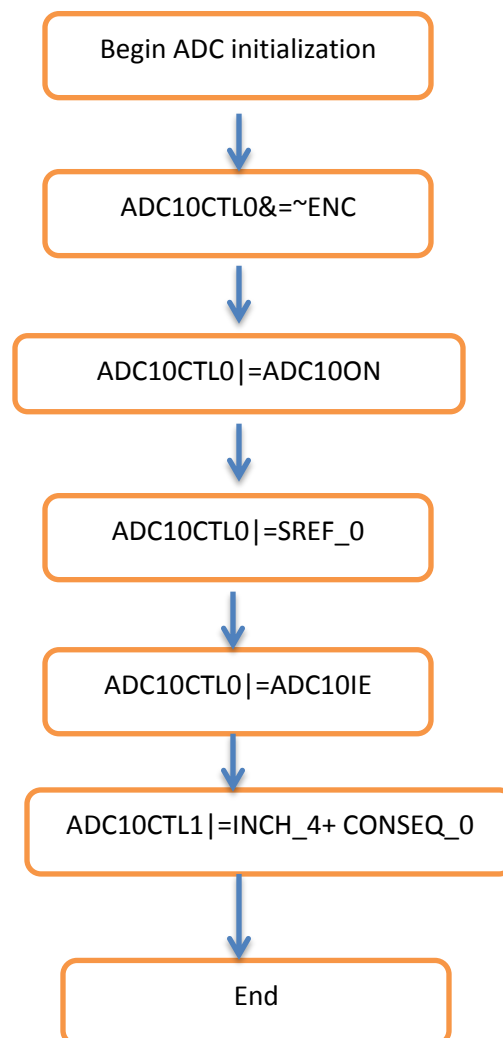 Begin ADC initialization
ADC10CTL0&=~ENC
ADC10CTL0|=ADC10ON
ADC10CTL0|=SREF_0
ADC10CTL0|=ADC10IE
ADC10CTL1|=INCH_4+ CONSEQ_0
End